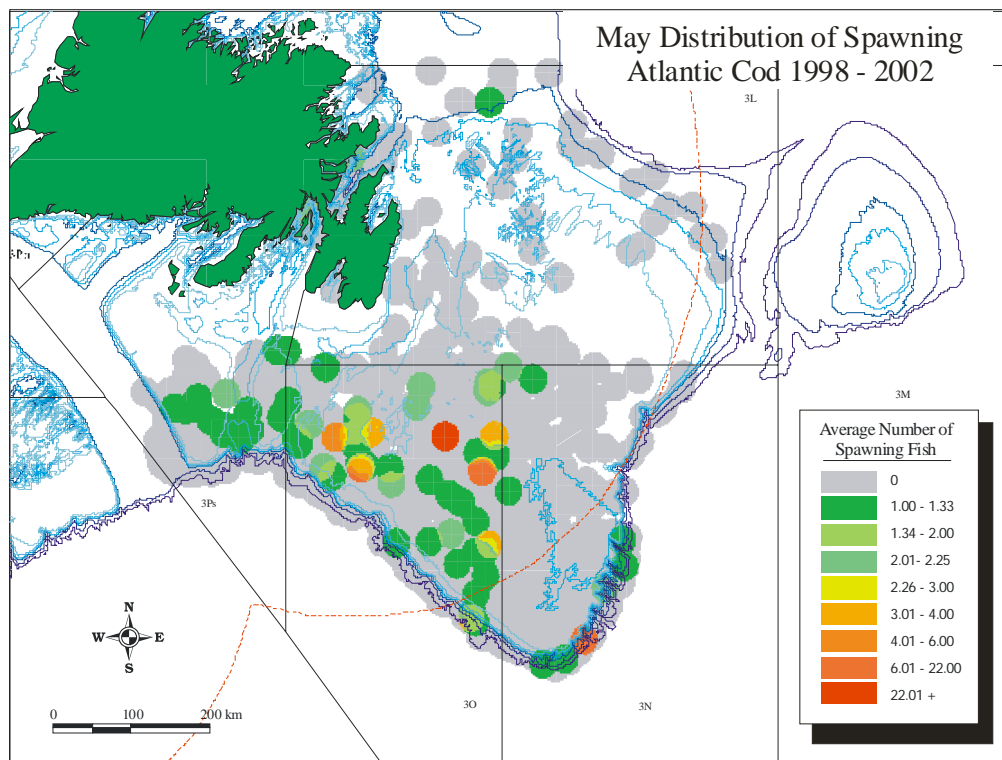 May Distribution of Spawning
Atlantic Cod 1998 - 2002
3L
3M
3Ps
3O
3N
N
W E
S
0 100 200 km
Average Number of
Spawning Fish
0
1.00 - 1.33
1.34 - 2.00
2.01- 2.25
2.26 - 3.00
3.01 - 4.00
4.01 - 6.00
6.01 - 22.00
22.01 +